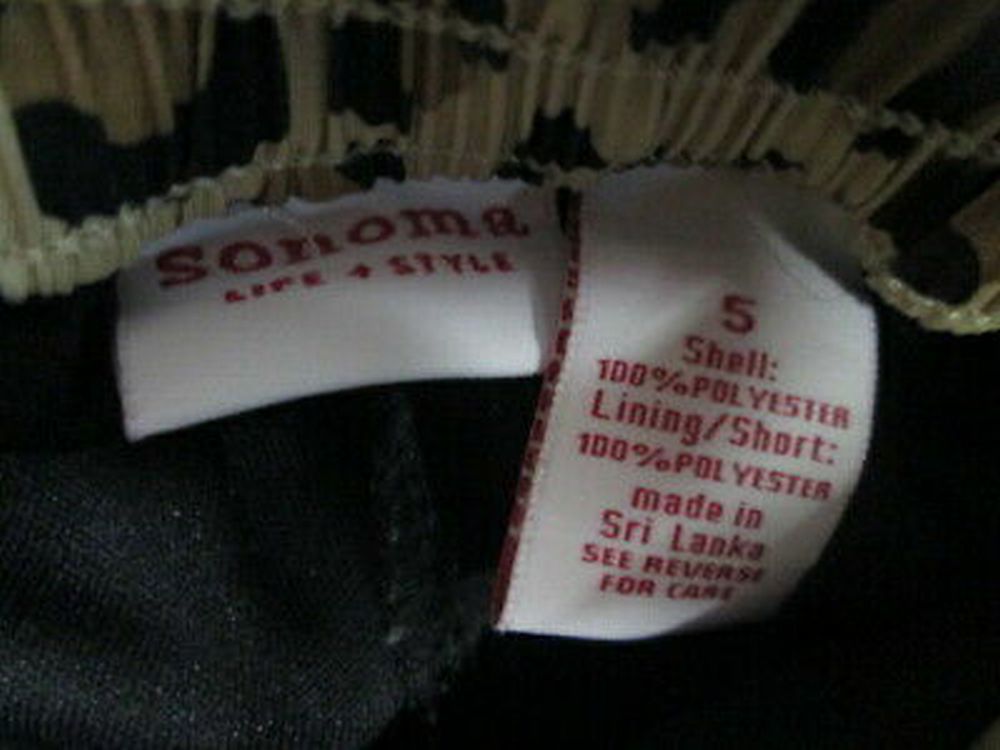 Sonoma
LIFE + STYLE
5
Shell:
100%POLYESTER
Lining/Short:
100%POLYESTER
made in
Sri Lanka
SEE REVERSE
FOR CARE